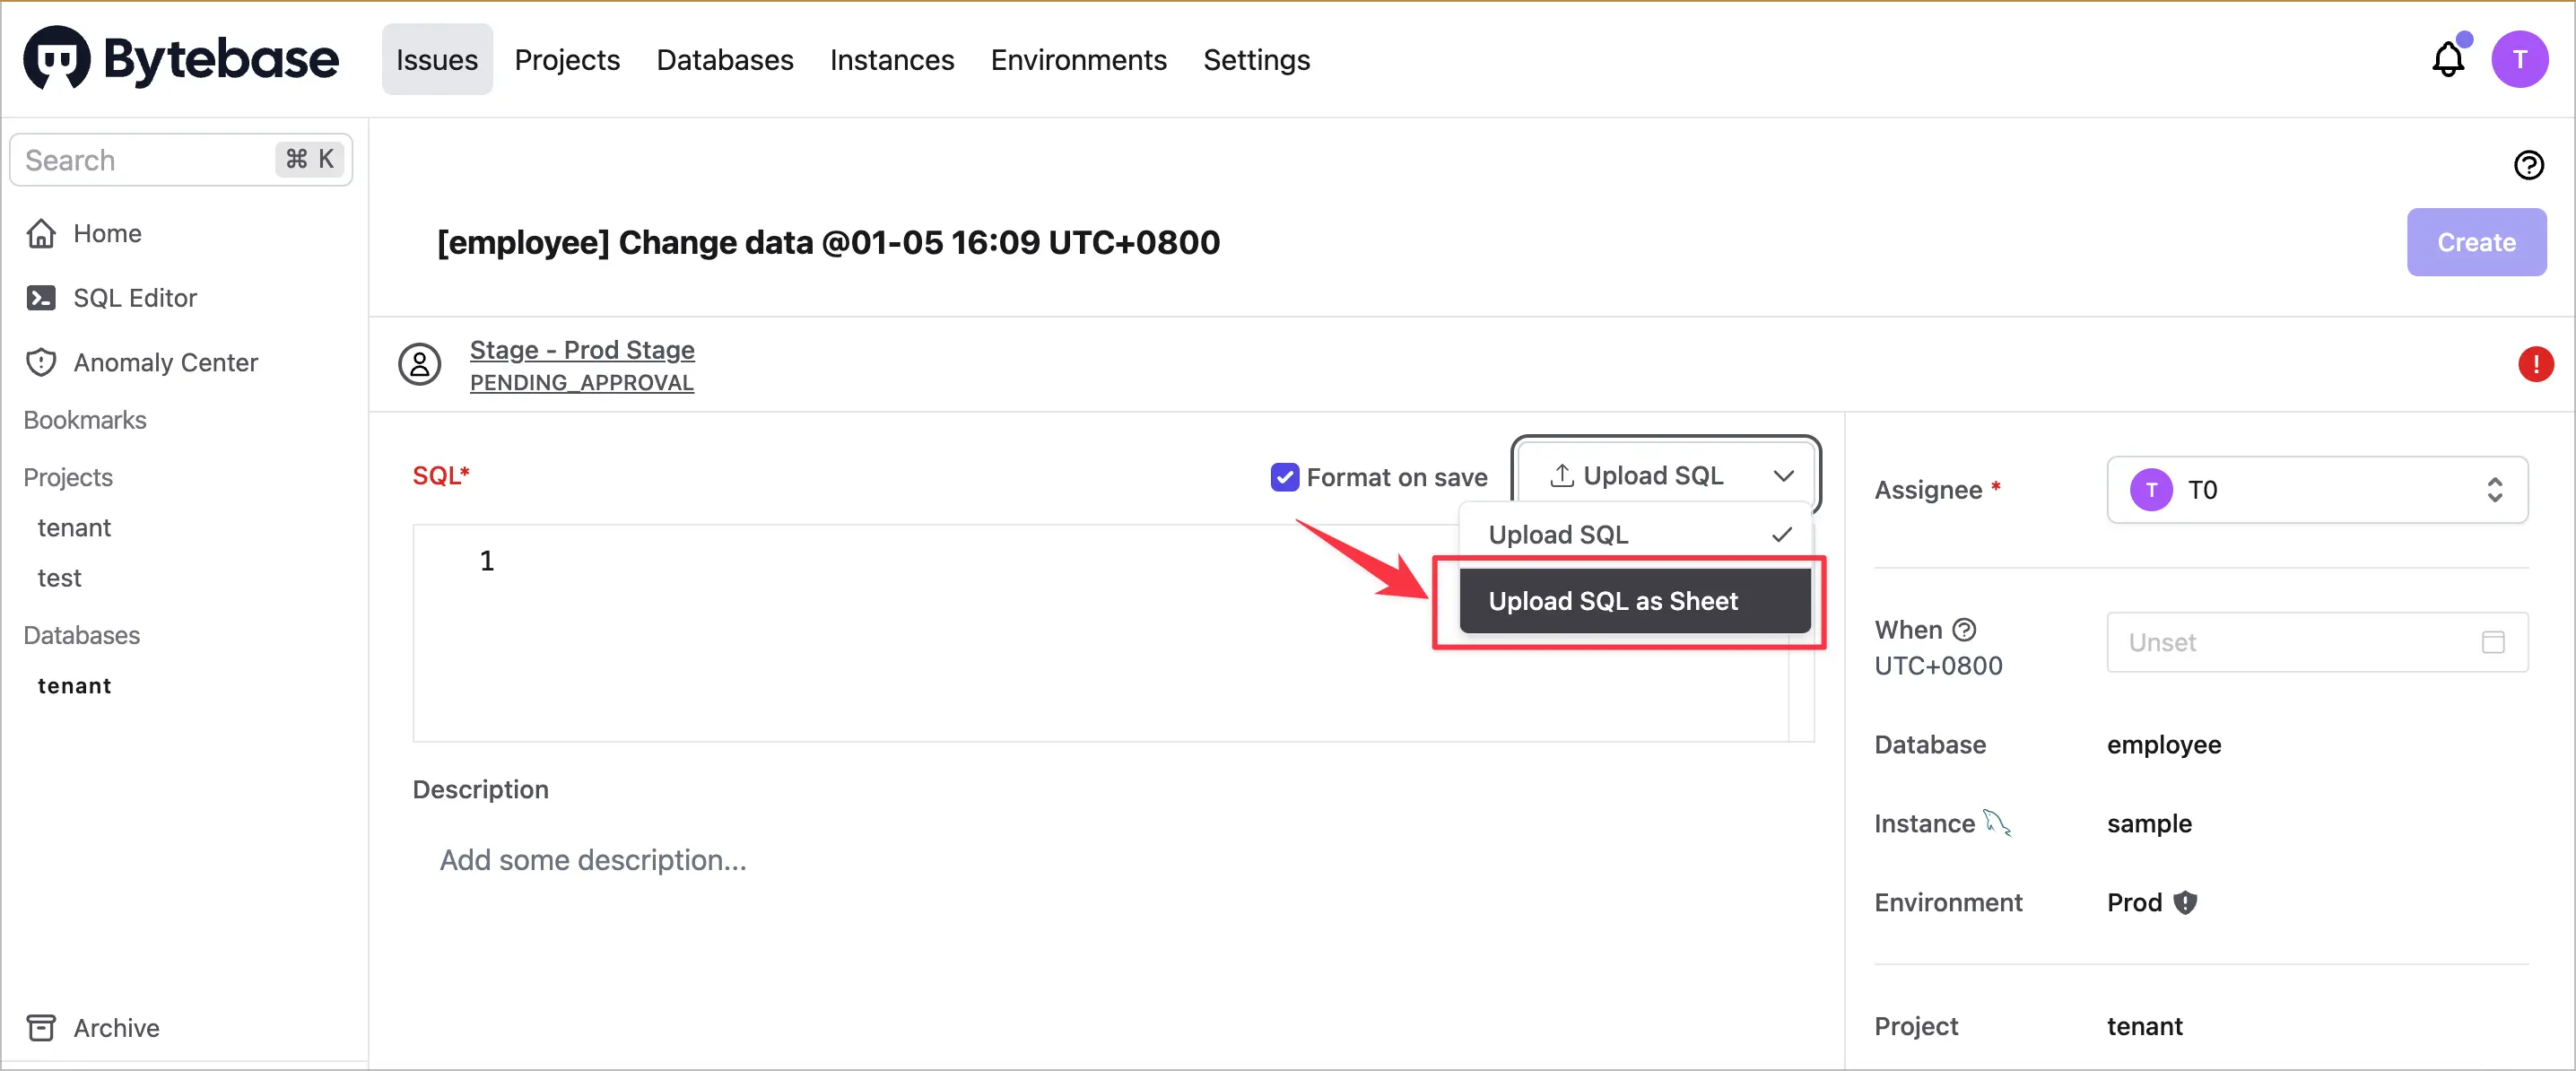 Bytebase
Issues
Projects
Databases
Instances
Environments
Settings
T
Search
⌘ K
Home
SQL Editor
Anomaly Center
Bookmarks
Projects
tenant
test
Databases
tenant
Archive
[employee] Change data @01-05 16:09 UTC+0800
Create
Stage - Prod Stage
PENDING_APPROVAL
SQL*
Format on save
Upload SQL
Upload SQL
Upload SQL as Sheet
1
Description
Add some description...
Assignee *
T T0
When
UTC+0800
Unset
Database
employee
Instance
sample
Environment
Prod
Project
tenant